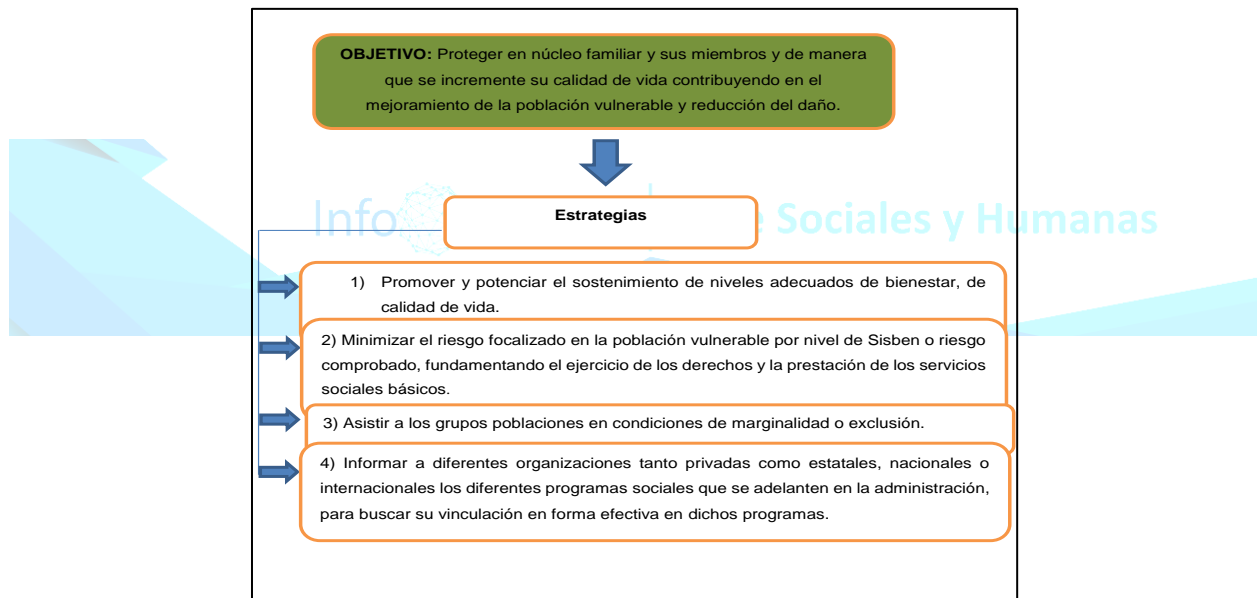 OBJETIVO: Proteger en núcleo familiar y sus miembros y de manera
que se incremente su calidad de vida contribuyendo en el
mejoramiento de la población vulnerable y reducción del daño.
Info
Estrategias
Sociales y Humanas
1) Promover y potenciar el sostenimiento de niveles adecuados de bienestar, de
calidad de vida.
2) Minimizar el riesgo focalizado en la población vulnerable por nivel de Sisben o riesgo
comprobado, fundamentando el ejercicio de los derechos y la prestación de los servicios
sociales básicos.
3) Asistir a los grupos poblaciones en condiciones de marginalidad o exclusión.
4) Informar a diferentes organizaciones tanto privadas como estatales, nacionales o
internacionales los diferentes programas sociales que se adelanten en la administración,
para buscar su vinculación en forma efectiva en dichos programas.